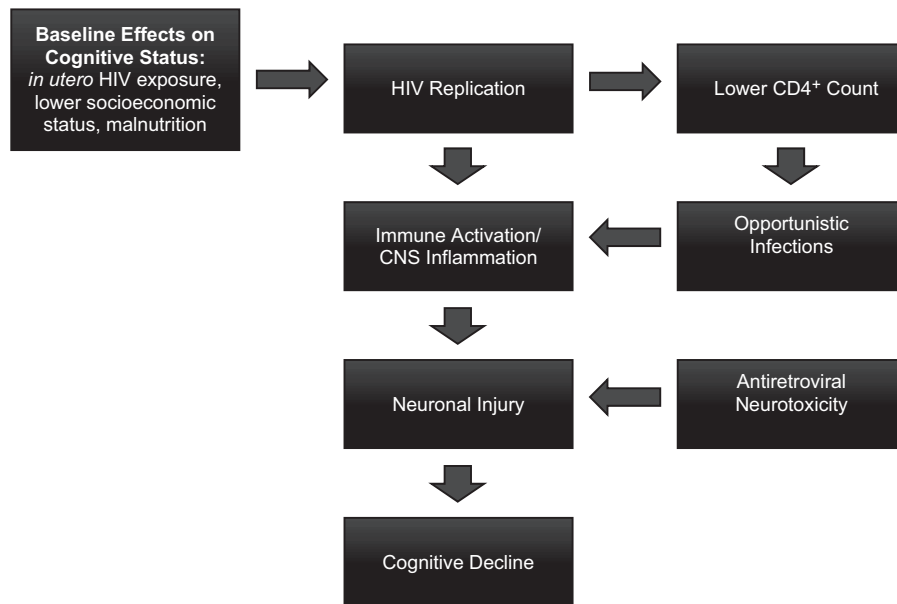 Baseline Effects on
Cognitive Status:
in utero HIV exposure,
lower socioeconomic
status, malnutrition
HIV Replication
Lower CD4⁺ Count
Immune Activation/
CNS Inflammation
Opportunistic
Infections
Neuronal Injury
Antiretroviral
Neurotoxicity
Cognitive Decline